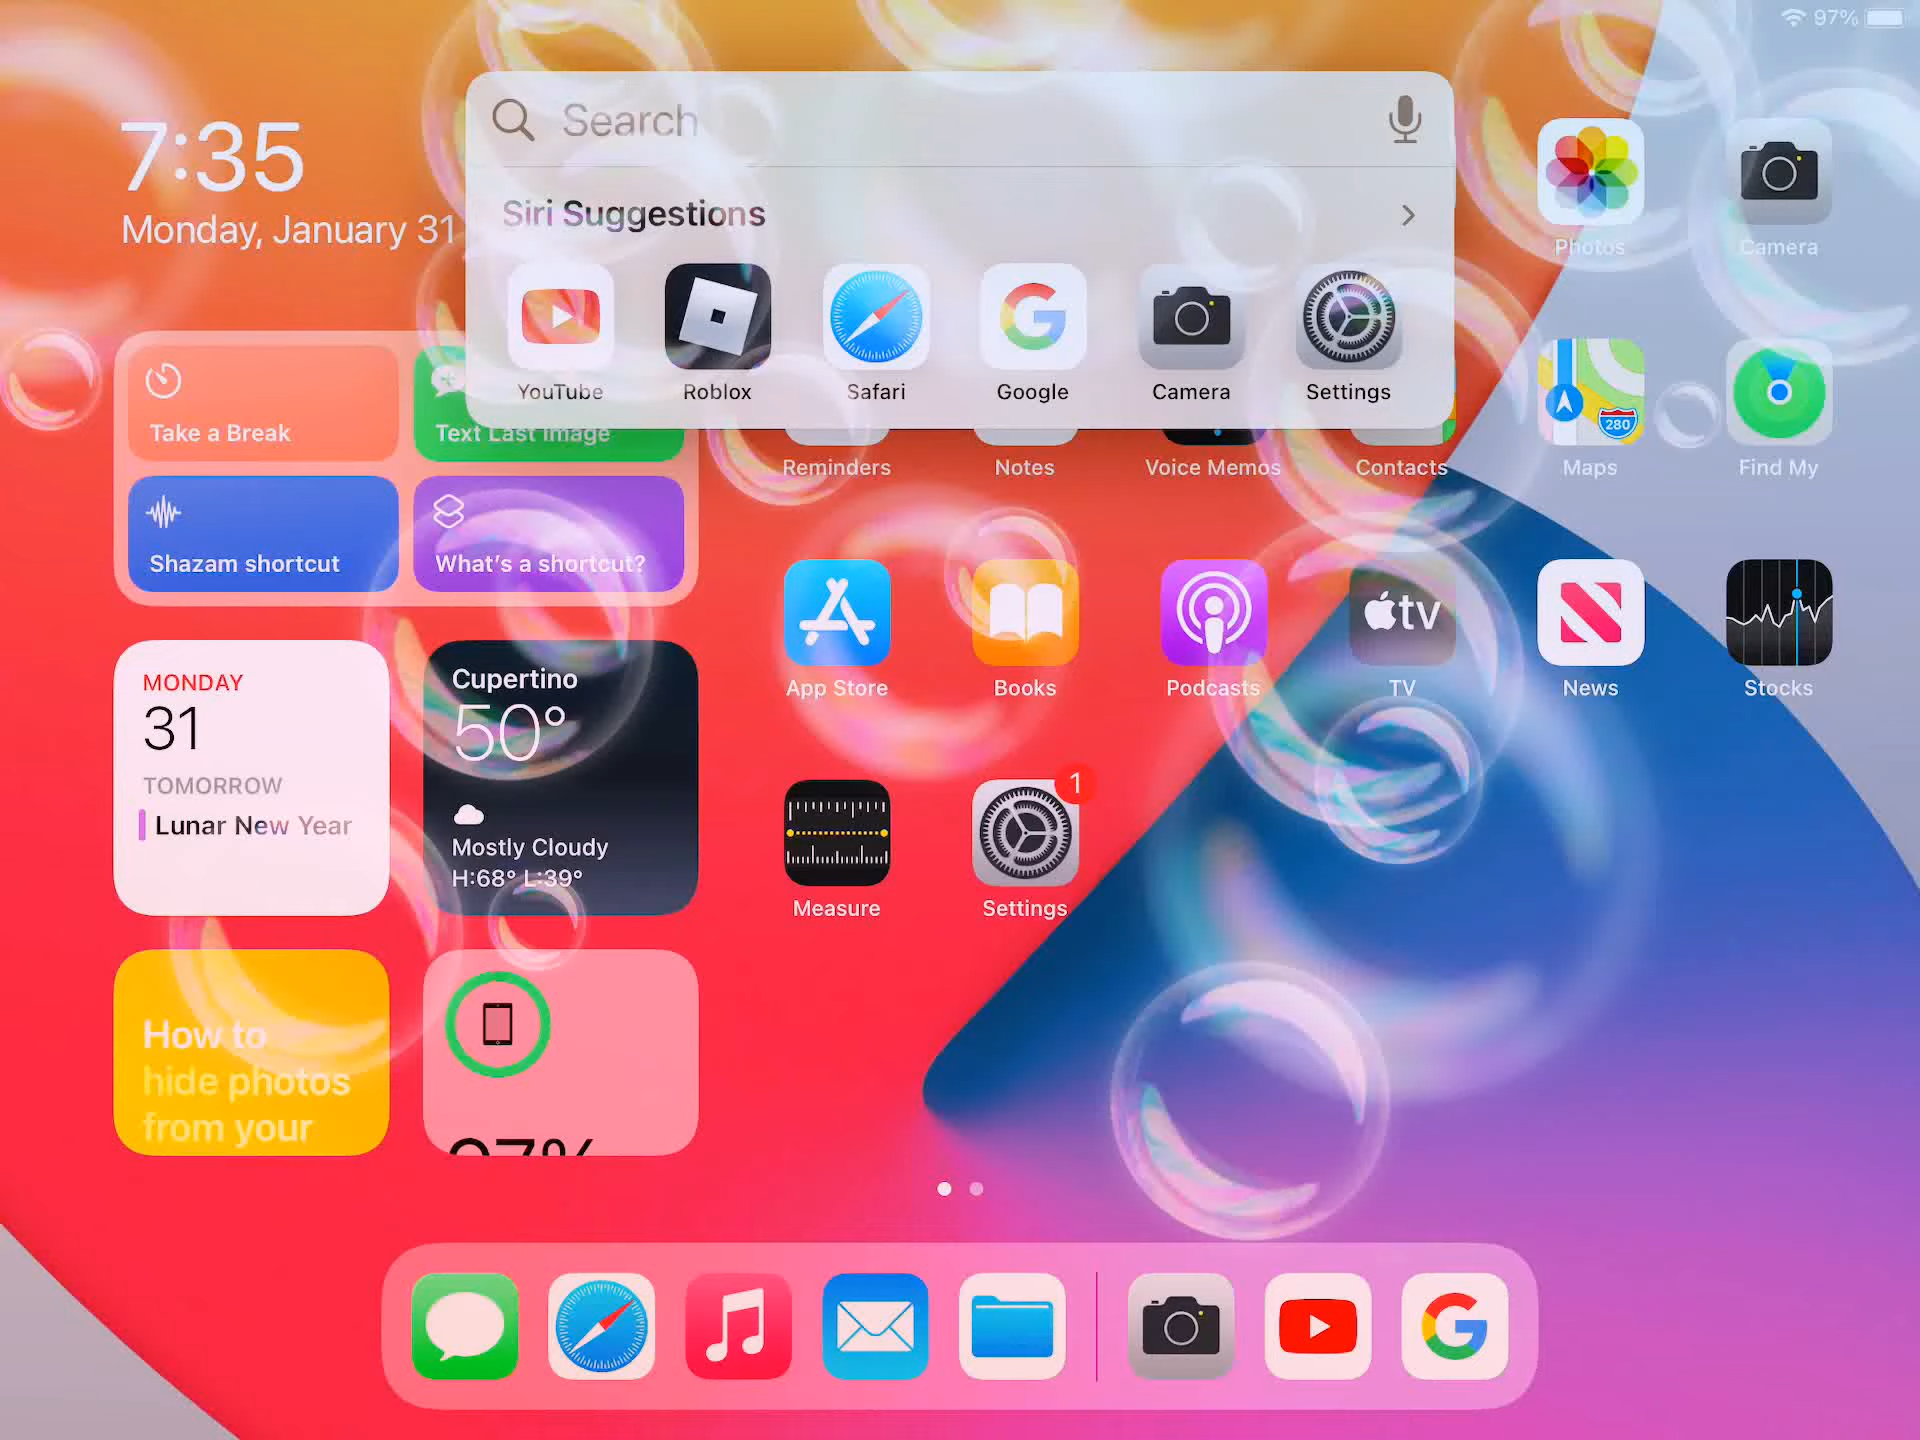 97%
7:35
Monday, January 31
Search
Siri Suggestions
YouTube
Roblox
Safari
Google
Camera
Settings
Photos
Camera
Take a Break
Text Last Image
Shazam shortcut
What's a shortcut?
Reminders
Notes
Voice Memos
Contacts
280
Maps
Find My
tv
App Store
Books
Podcasts
TV
News
Stocks
MONDAY
31
TOMORROW
Lunar New Year
Cupertino
50°
Mostly Cloudy
H:68° L:39°
1
Measure
Settings
How to
hide photos
from your
97%